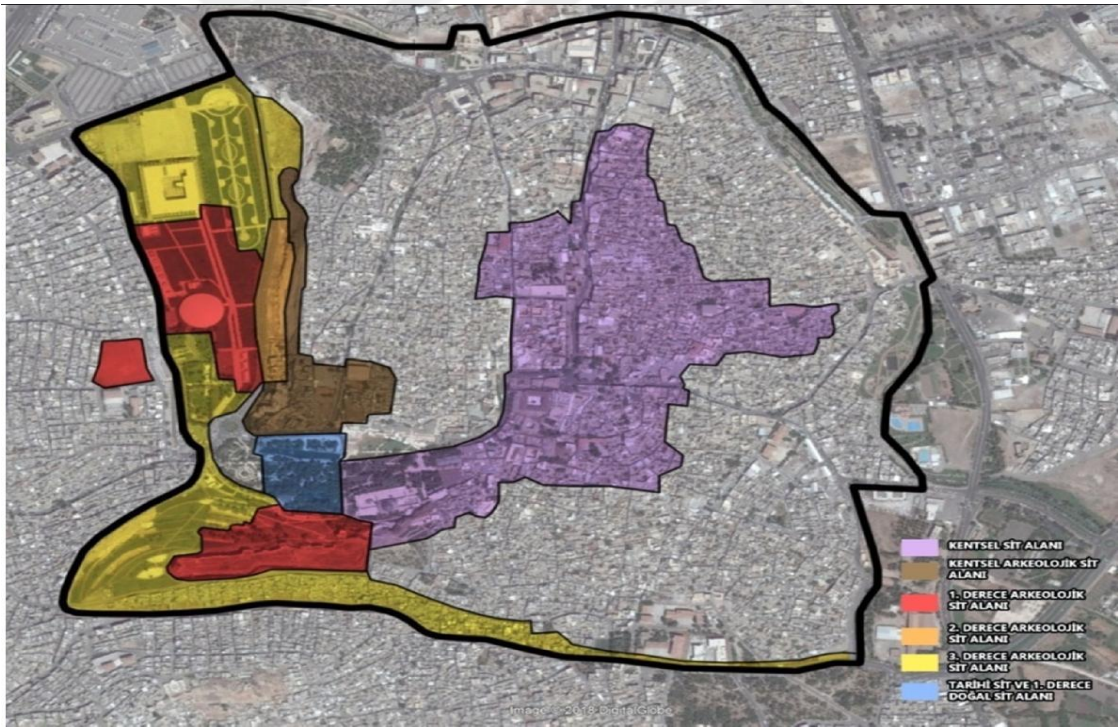 KENTSEL SİT ALANI
KENTSEL ARKEOLOJİK SİT
ALANI
1. DERECE ARKEOLOJİK
SİT ALANI
2. DERECE ARKEOLOJİK
SİT ALANI
3. DERECE ARKEOLOJİK
SİT ALANI
TARİHİ SİT VE 1. DERECE
DOĞAL SİT ALANI
Image © 2018 DigitalGlobe